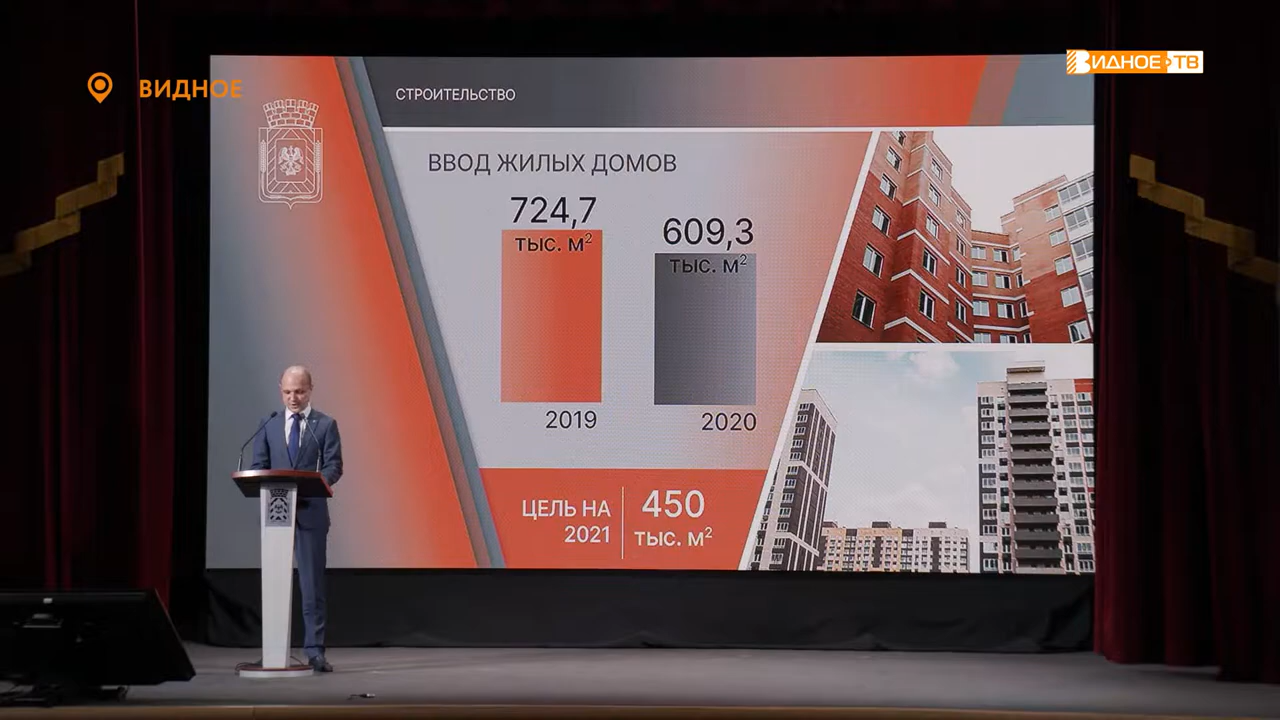 ВИДНОЕ
ВИДНОЕ ТВ
СТРОИТЕЛЬСТВО
ВВОД ЖИЛЫХ ДОМОВ
724,7
ТЫС. М²
609,3
ТЫС. М²
2019
2020
ЦЕЛЬ НА
2021
450
ТЫС. М²